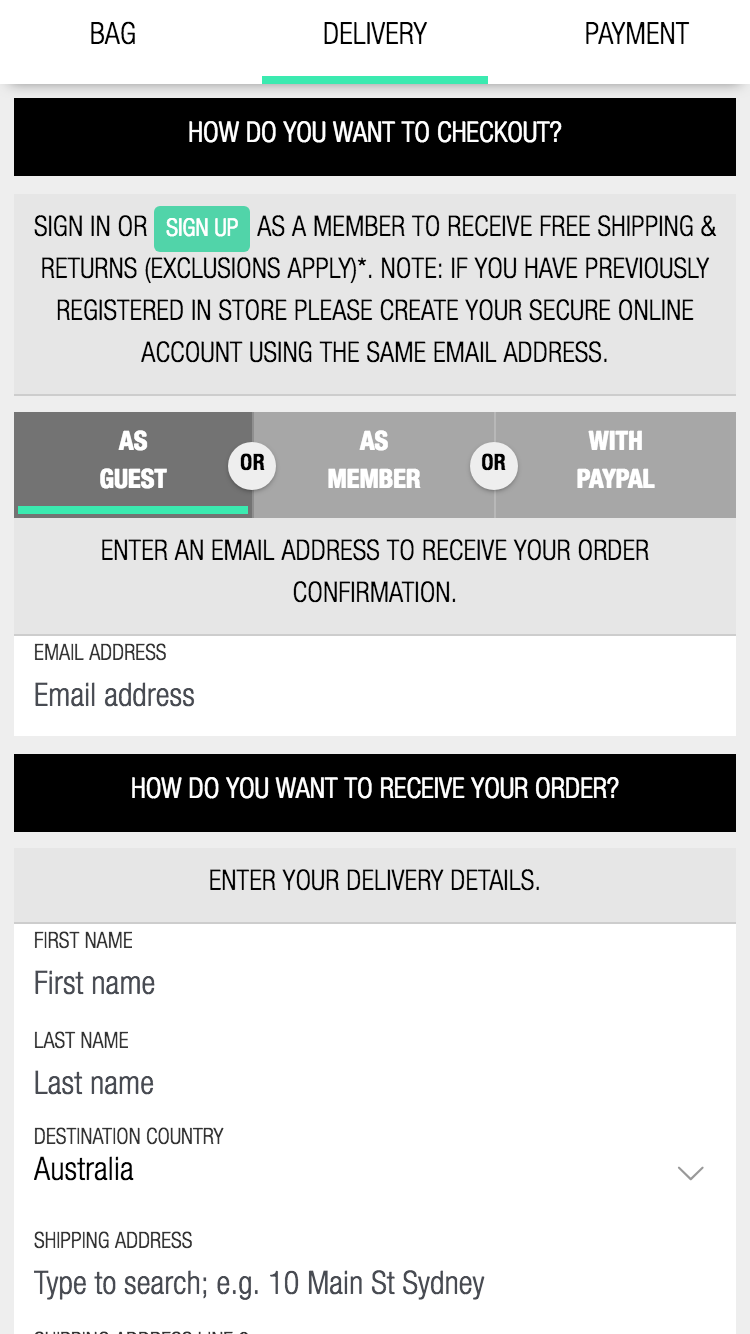 BAG DELIVERY PAYMENT
HOW DO YOU WANT TO CHECKOUT?
SIGN IN OR SIGN UP AS A MEMBER TO RECEIVE FREE SHIPPING &
RETURNS (EXCLUSIONS APPLY)*. NOTE: IF YOU HAVE PREVIOUSLY
REGISTERED IN STORE PLEASE CREATE YOUR SECURE ONLINE
ACCOUNT USING THE SAME EMAIL ADDRESS.
AS
GUEST
OR
AS
MEMBER
OR
WITH
PAYPAL
ENTER AN EMAIL ADDRESS TO RECEIVE YOUR ORDER
CONFIRMATION.
EMAIL ADDRESS
Email address
HOW DO YOU WANT TO RECEIVE YOUR ORDER?
ENTER YOUR DELIVERY DETAILS.
FIRST NAME
First name
LAST NAME
Last name
DESTINATION COUNTRY
Australia
SHIPPING ADDRESS
Type to search; e.g. 10 Main St Sydney